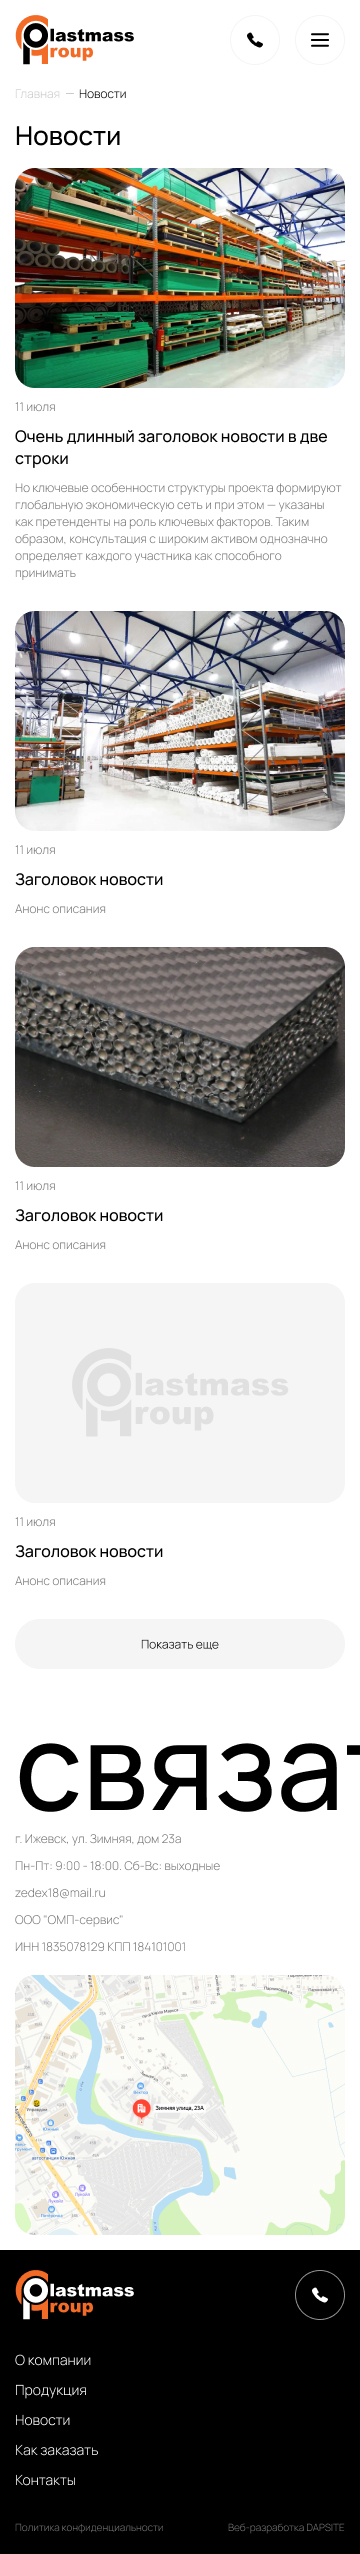 Plastmass
Group
Главная — Новости
Новости
11 июля
Очень длинный заголовок новости в две
строки
Но ключевые особенности структуры проекта формируют
глобальную экономическую сеть и при этом — указаны
как претенденты на роль ключевых факторов. Таким
образом, консультация с широким активом однозначно
определяет каждого участника как способного
принимать
11 июля
Заголовок новости
Анонс описания
11 июля
Заголовок новости
Анонс описания
Plastmass
Group
11 июля
Заголовок новости
Анонс описания
Показать еще
связат
г. Ижевск, ул. Зимняя, дом 23а
Пн-Пт: 9:00 - 18:00. Сб-Вс: выходные
zedex18@mail.ru
ООО "ОМП-сервис"
ИНН 1835078129 КПП 184101001
Зимняя улица, 23А
Plastmass
Group
О компании
Продукция
Новости
Как заказать
Контакты
Политика конфиденциальности
Веб-разработка DAPSITE